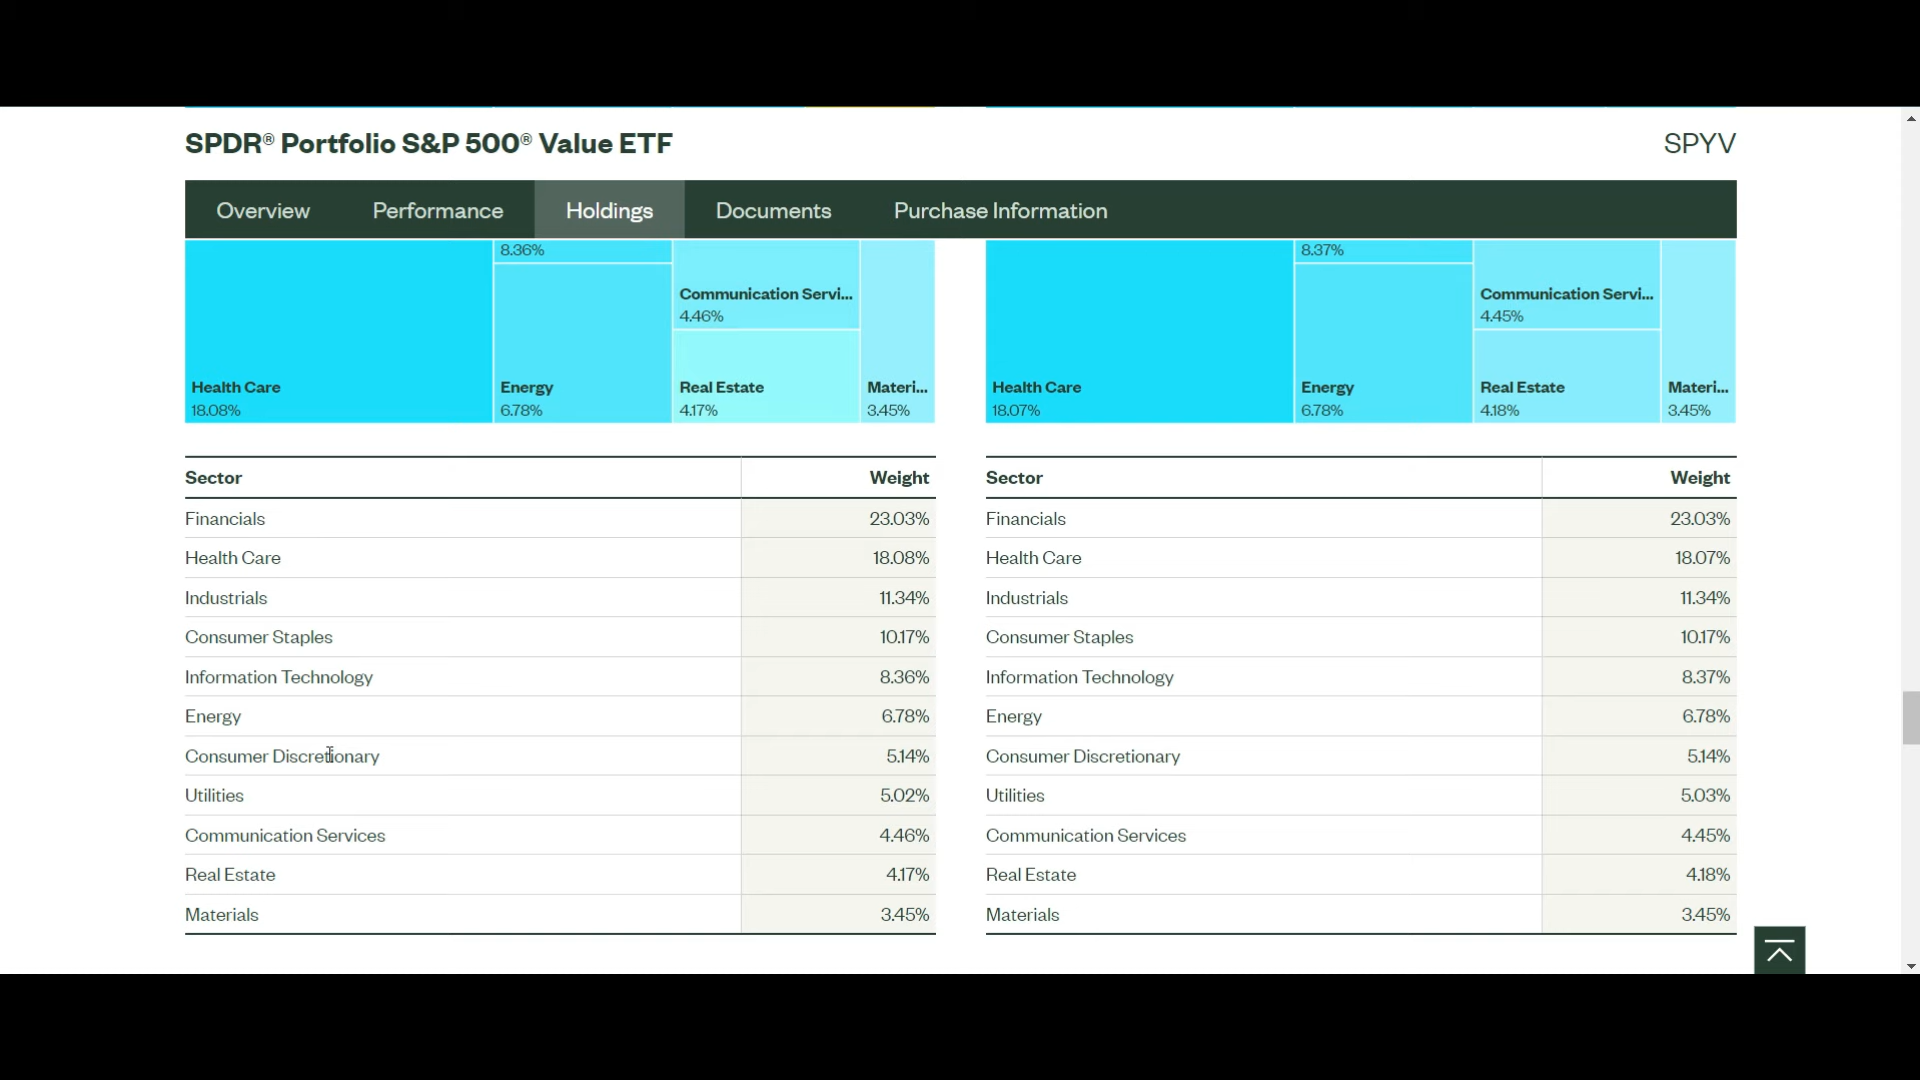 SPDR® Portfolio S&P 500® Value ETF SPYV
Overview Performance Holdings Documents Purchase Information
8.36% 8.37%
Communication Servi... Communication Servi...
4.46% 4.45%
Health Care Energy Real Estate Materi... Health Care Energy Real Estate Materi...
18.08% 6.78% 4.17% 3.45% 18.07% 6.78% 4.18% 3.45%
Sector Weight Sector Weight
Financials 23.03% Financials 23.03%
Health Care 18.08% Health Care 18.07%
Industrials 11.34% Industrials 11.34%
Consumer Staples 10.17% Consumer Staples 10.17%
Information Technology 8.36% Information Technology 8.37%
Energy 6.78% Energy 6.78%
Consumer Discretionary 5.14% Consumer Discretionary 5.14%
Utilities 5.02% Utilities 5.03%
Communication Services 4.46% Communication Services 4.45%
Real Estate 4.17% Real Estate 4.18%
Materials 3.45% Materials 3.45%